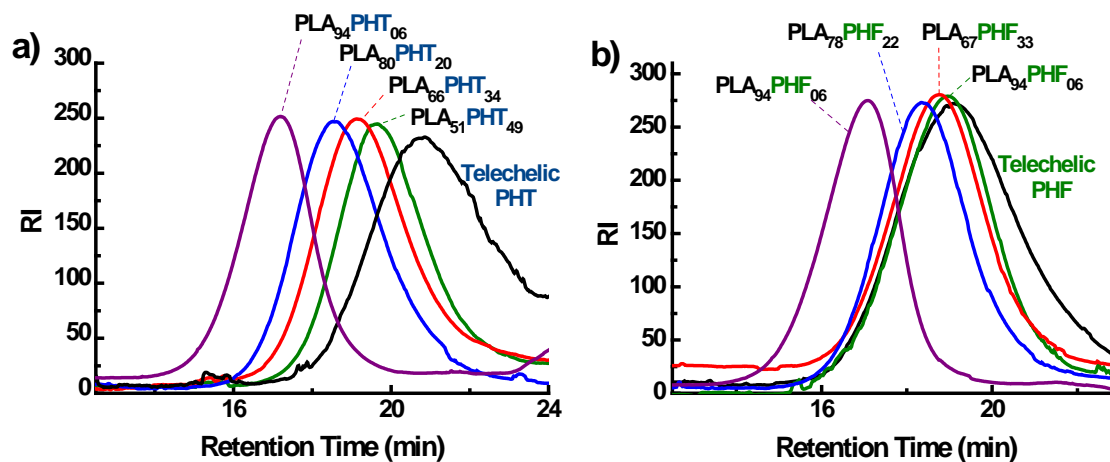 a)
PLA94PHT06
PLA80PHT20
PLA66PHT34
PLA51PHT49
Telechelic
PHT
300
250
200
150
100
50
0
RI
16
20
24
Retention Time (min)
b)
PLA78PHF22
PLA67PHF33
PLA94PHF06
PLA94PHF06
Telechelic
PHF
300
250
200
150
100
50
0
RI
16
20
Retention Time (min)